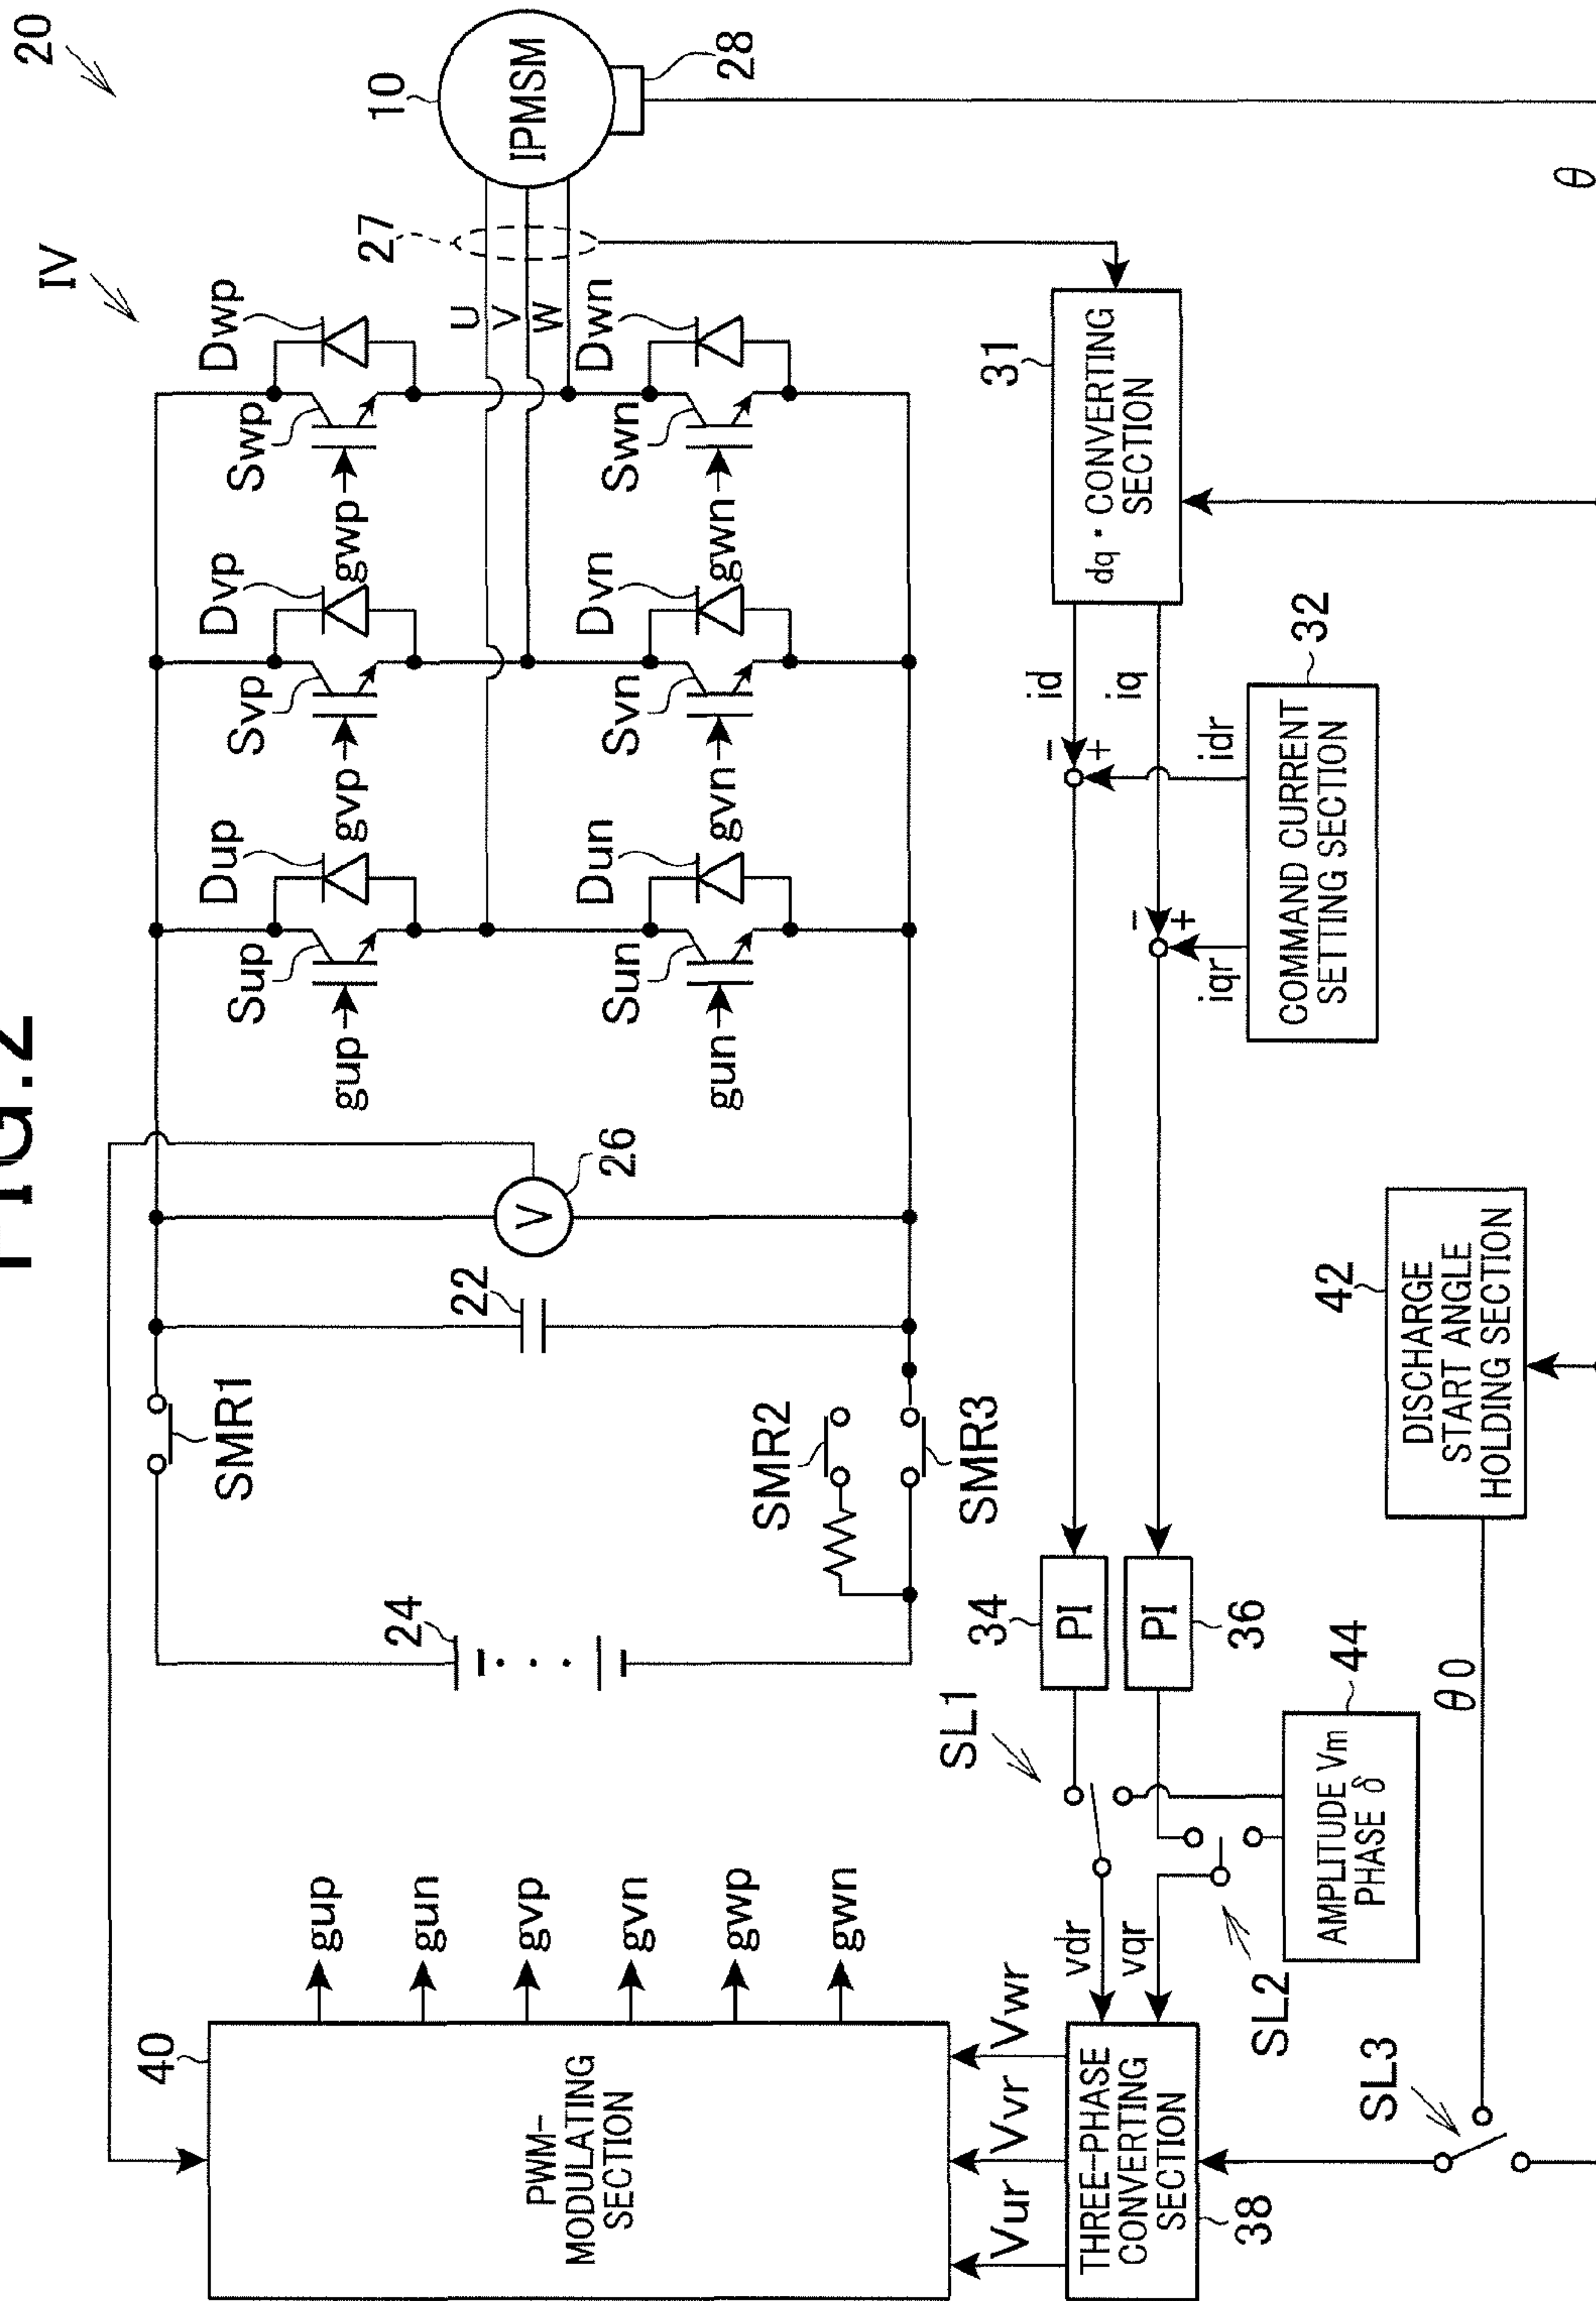 FIG.2
20
IV
10
IPMSM
28
27
U
V
W
θ
Dup
Dvp
Dwp
Sup
Svp
Swp
gup
gvp
gwp
Dun
Dvn
Dwn
Sun
Svn
Swn
gun
gvn
gwn
SMR1
24
22
V
26
SMR2
SMR3
40
PWM-
MODULATING
SECTION
gup
gun
gvp
gvn
gwp
gwn
Vur
Vvr
Vwr
THREE-PHASE
CONVERTING
SECTION
38
vdr
vqr
SL1
SL2
SL3
34
PI
PI
36
AMPLITUDE Vm
PHASE δ
44
θ0
DISCHARGE
START ANGLE
HOLDING SECTION
42
id
iq
−
+
−
+
idr
iqr
COMMAND CURRENT
SETTING SECTION
32
31
dq・CONVERTING
SECTION